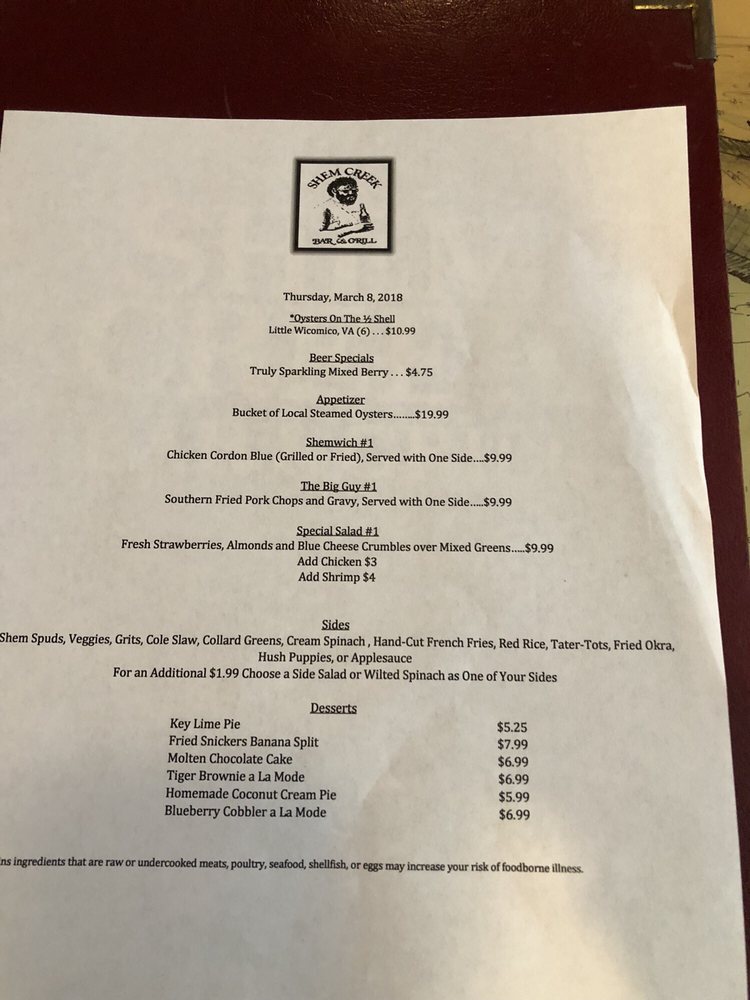 SHEM CREEK
BAR & GRILL
Thursday, March 8, 2018
*Oysters On The ½ Shell
Little Wicomico, VA (6) . . . $10.99
Beer Specials
Truly Sparkling Mixed Berry . . . $4.75
Appetizer
Bucket of Local Steamed Oysters........$19.99
Shemwich #1
Chicken Cordon Blue (Grilled or Fried), Served with One Side....$9.99
The Big Guy #1
Southern Fried Pork Chops and Gravy, Served with One Side.....$9.99
Special Salad #1
Fresh Strawberries, Almonds and Blue Cheese Crumbles over Mixed Greens.....$9.99
Add Chicken $3
Add Shrimp $4
Sides
Shem Spuds, Veggies, Grits, Cole Slaw, Collard Greens, Cream Spinach , Hand-Cut French Fries, Red Rice, Tater-Tots, Fried Okra,
Hush Puppies, or Applesauce
For an Additional $1.99 Choose a Side Salad or Wilted Spinach as One of Your Sides
Desserts
Key Lime Pie $5.25
Fried Snickers Banana Split $7.99
Molten Chocolate Cake $6.99
Tiger Brownie a La Mode $6.99
Homemade Coconut Cream Pie $5.99
Blueberry Cobbler a La Mode $6.99
ns ingredients that are raw or undercooked meats, poultry, seafood, shellfish, or eggs may increase your risk of foodborne illness.